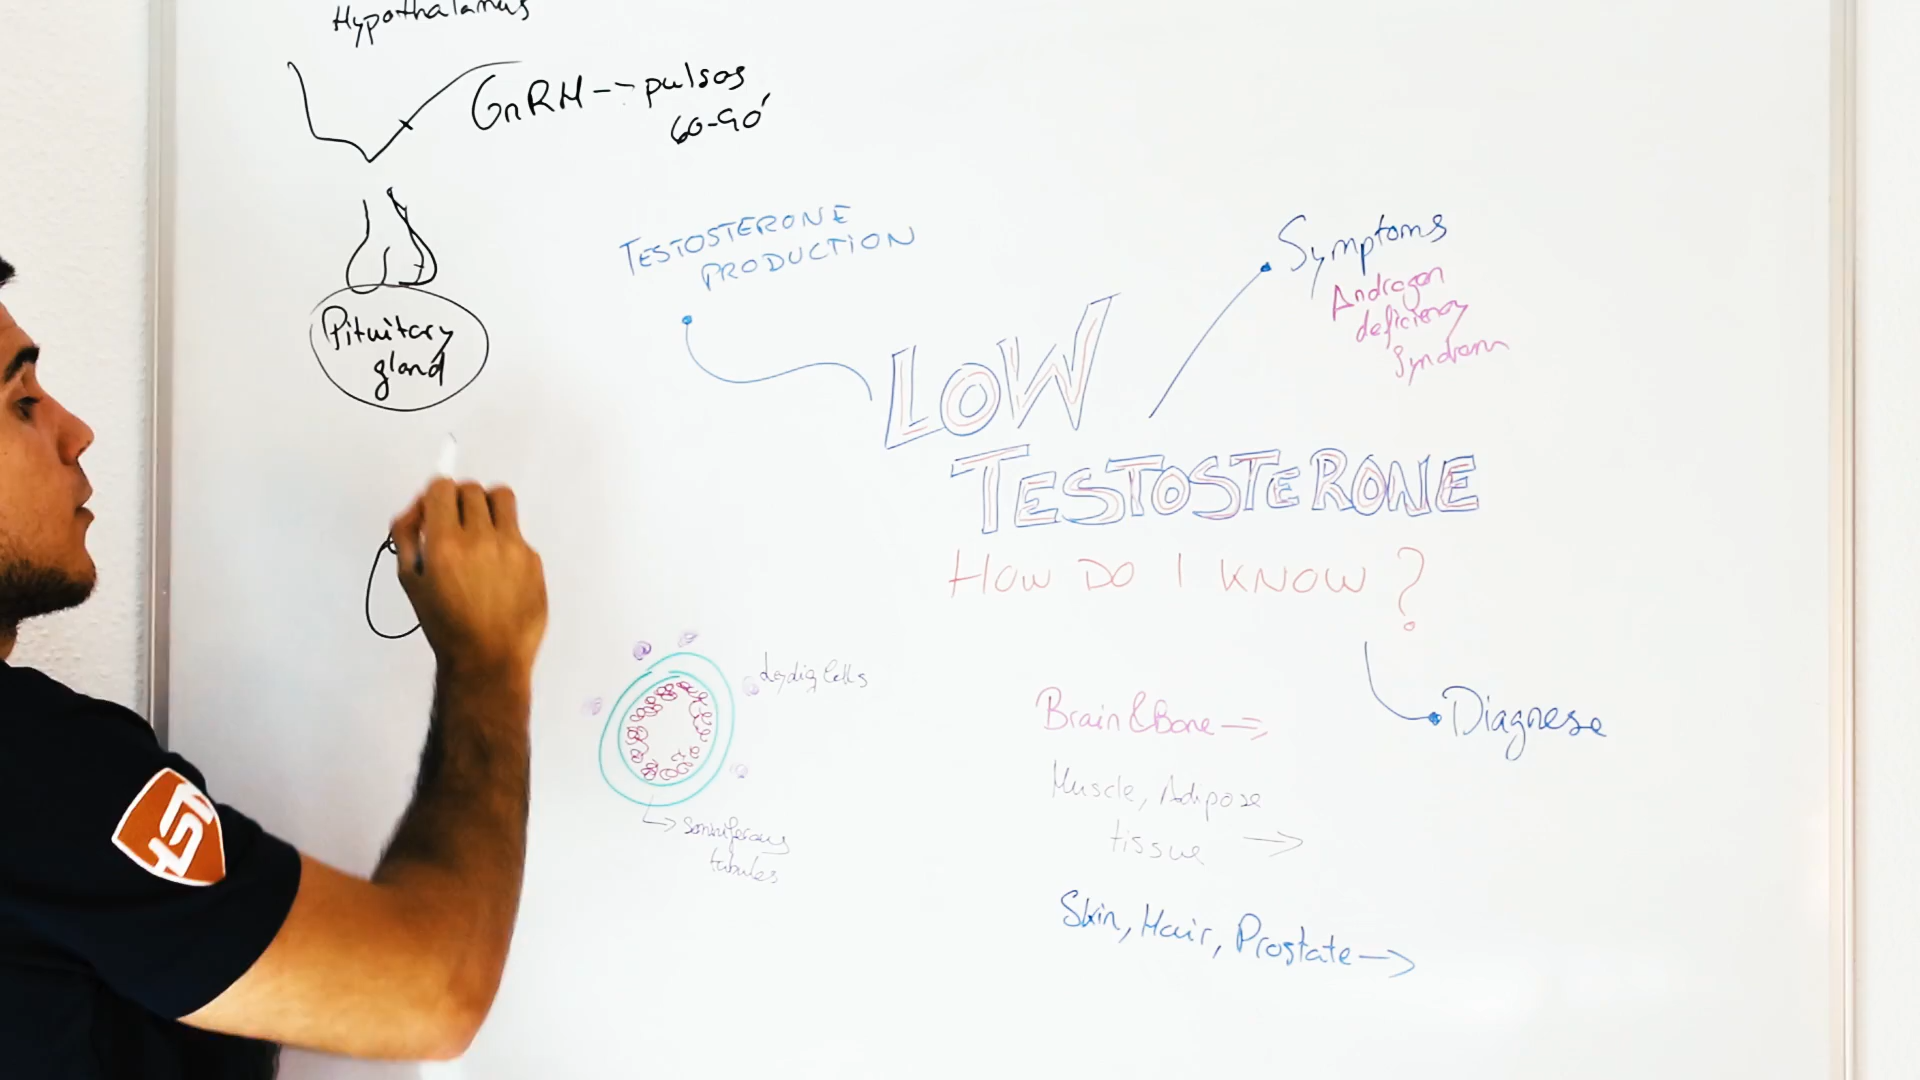 Hypothalamus
GnRH --> pulsos
60-90'
Pituitary
gland
TESTOSTERONE
PRODUCTION
Symptoms
Androgen
deficiency
Syndrom
LOW
TESTOSTERONE
HOW DO I KNOW?
Leydig Cells
seminiferous
tubules
Brain & Bone =>
Muscle, Adipose
tissue ->
Skin, Hair, Prostate ->
Diagnose